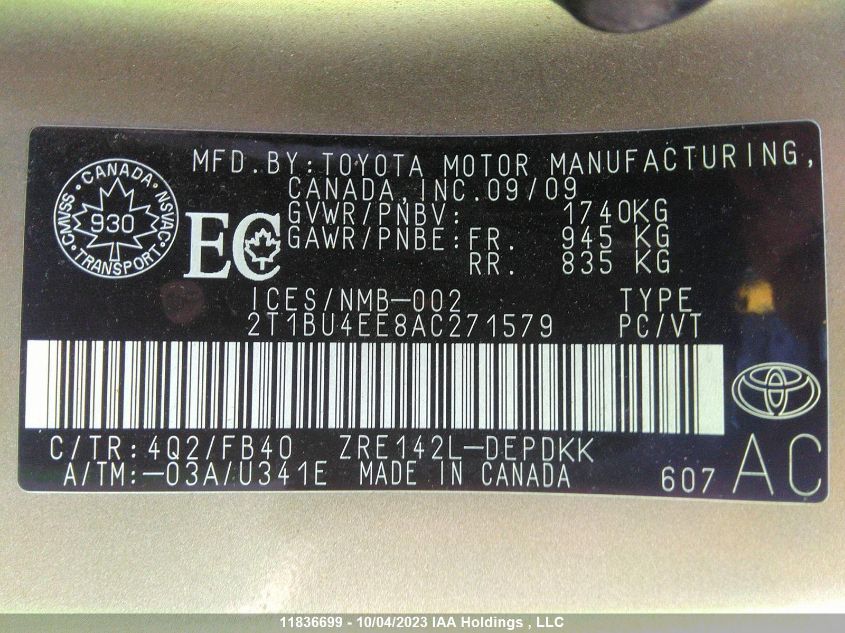 MFD.BY:TOYOTA MOTOR MANUFACTURING,
CANADA,INC.09/09
GVWR/PNBV: 1740KG
GAWR/PNBE:FR. 945 KG
RR. 835 KG
CANADA
CMVSS 930 NSVAC
TRANSPORT
EC
ICES/NMB-002 TYPE
2T1BU4EE8AC271579 PC/VT
C/TR:4Q2/FB40 ZRE142L-DEPDKK
A/TM:-03A/U341E MADE IN CANADA 607 AC
11836699 - 10/04/2023 IAA Holdings , LLC